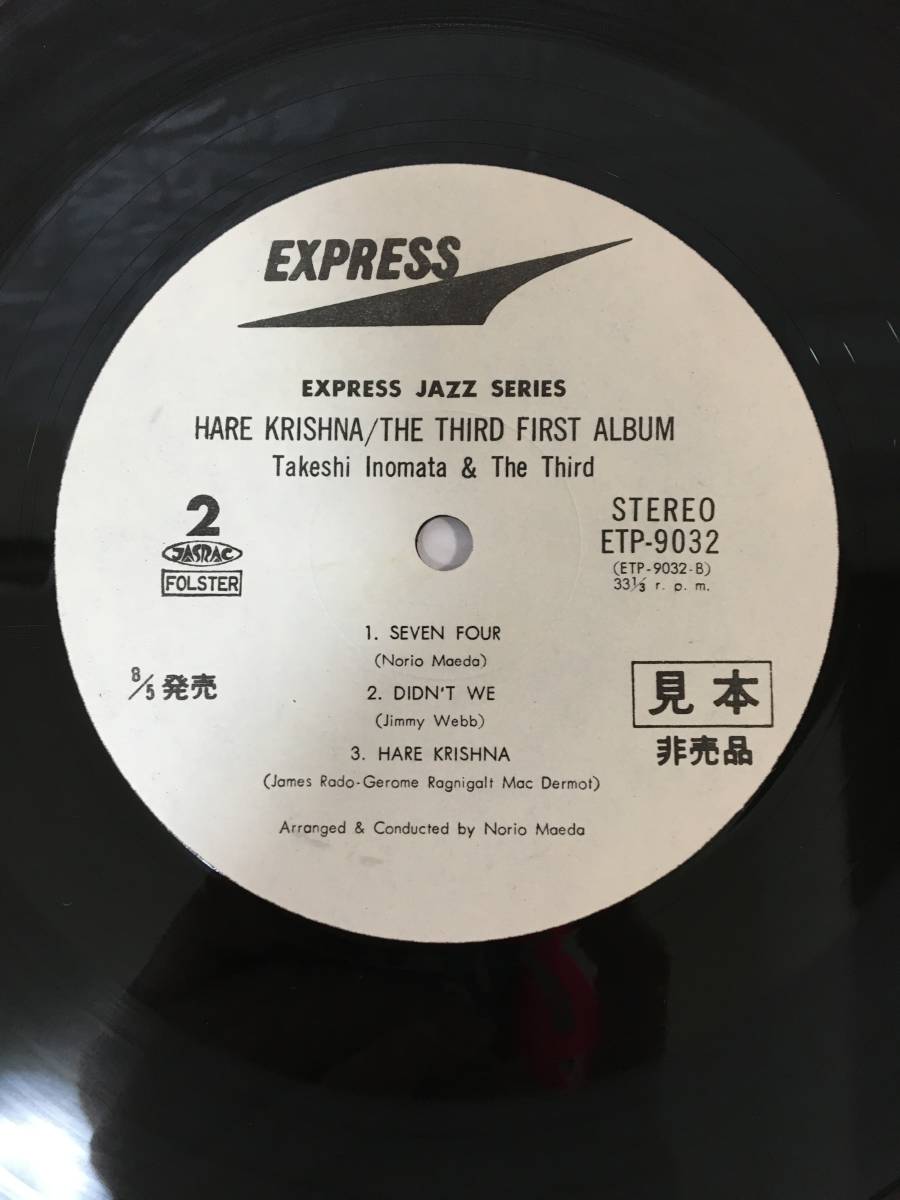 EXPRESS
EXPRESS JAZZ SERIES
HARE KRISHNA/THE THIRD FIRST ALBUM
Takeshi Inomata & The Third
2
JASRAC
FOLSTER
STEREO
ETP-9032
(ETP-9032-B)
33⅓ r. p. m.
1. SEVEN FOUR
(Norio Maeda)
2. DIDN'T WE
(Jimmy Webb)
3. HARE KRISHNA
(James Rado-Gerome Ragnigalt Mac Dermot)
Arranged & Conducted by Norio Maeda
8/5 発売
見本
非売品